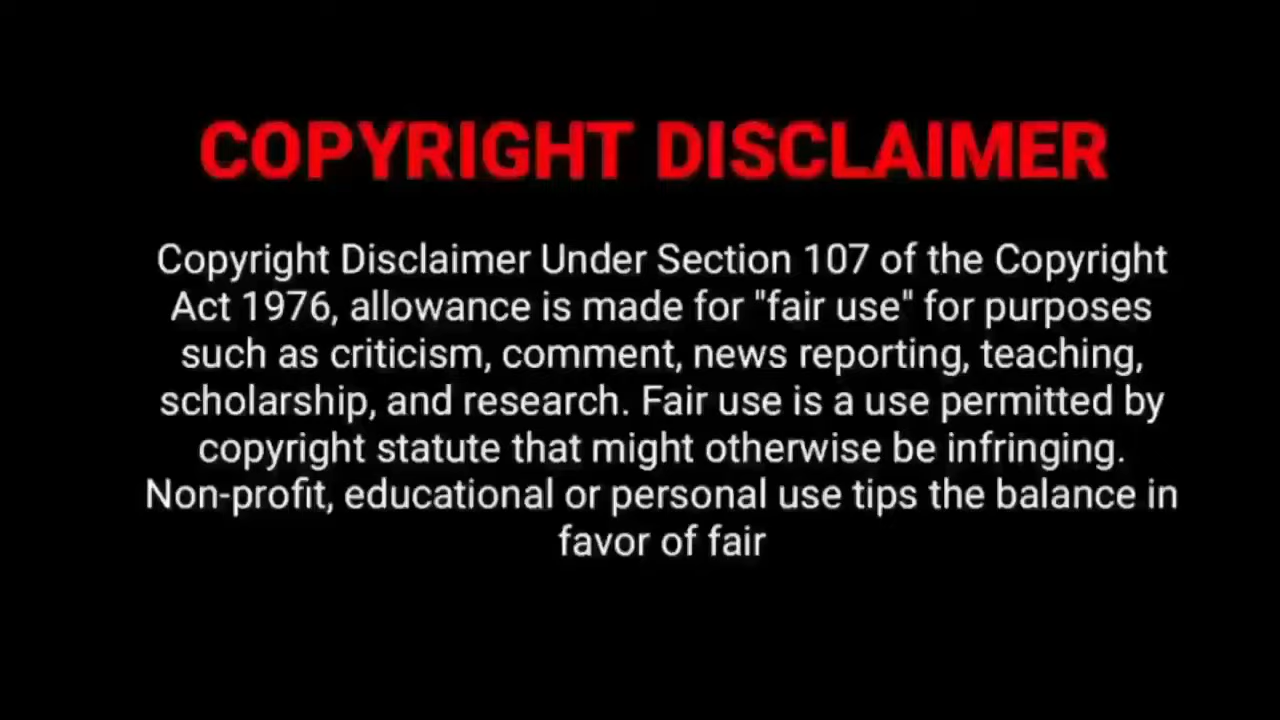 COPYRIGHT DISCLAIMER
Copyright Disclaimer Under Section 107 of the Copyright
Act 1976, allowance is made for "fair use" for purposes
such as criticism, comment, news reporting, teaching,
scholarship, and research. Fair use is a use permitted by
copyright statute that might otherwise be infringing.
Non-profit, educational or personal use tips the balance in
favor of fair